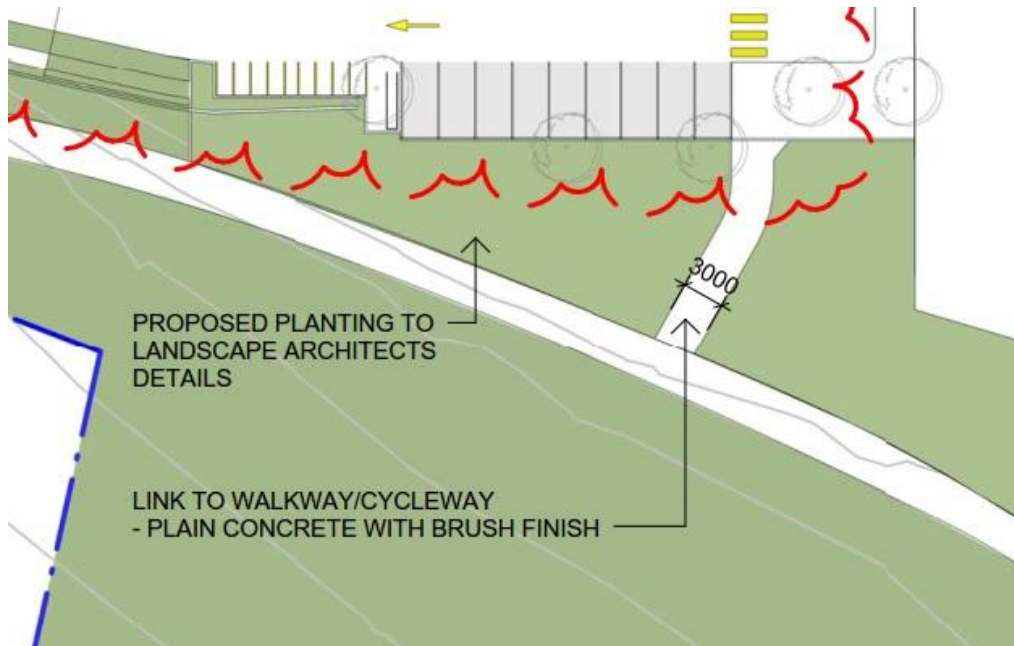 3000
PROPOSED PLANTING TO
LANDSCAPE ARCHITECTS
DETAILS
LINK TO WALKWAY/CYCLEWAY
- PLAIN CONCRETE WITH BRUSH FINISH